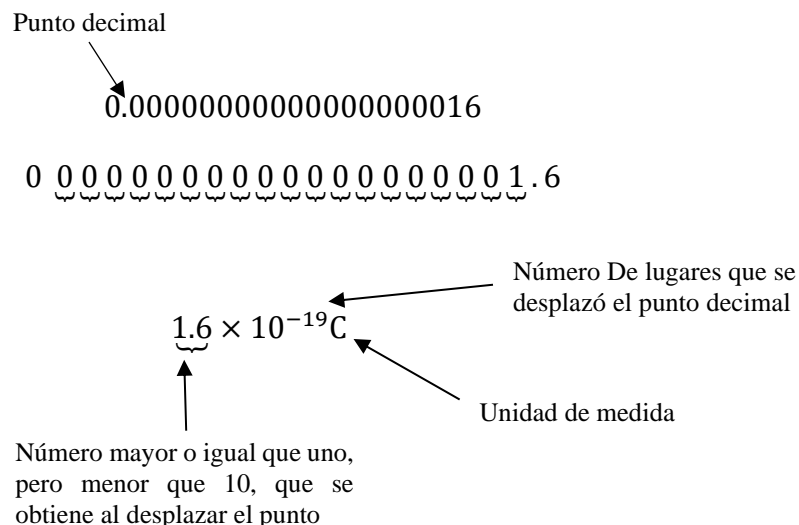 Punto decimal
0.0000000000000000000016
0 0 0 0 0 0 0 0 0 0 0 0 0 0 0 0 0 0 0 1 . 6
Número De lugares que se
desplazó el punto decimal
1.6 × 10⁻¹⁹C
Unidad de medida
Número mayor o igual que uno,
pero menor que 10, que se
obtiene al desplazar el punto